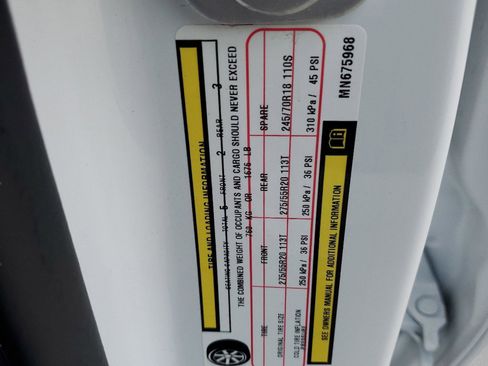 TIRE AND LOADING INFORMATION
SEATING CAPACITY TOTAL 5 FRONT 2 REAR 3
THE COMBINED WEIGHT OF OCCUPANTS AND CARGO SHOULD NEVER EXCEED
760 KG OR 1675 LB
TIRE FRONT REAR SPARE
ORIGINAL TIRE SIZE 275/55R20 113T 275/55R20 113T 245/70R18 110S
COLD TIRE INFLATION PRESSURE 250 kPa / 36 PSI 250 kPa / 36 PSI 310 kPa / 45 PSI
SEE OWNERS MANUAL FOR ADDITIONAL INFORMATION
MN675968